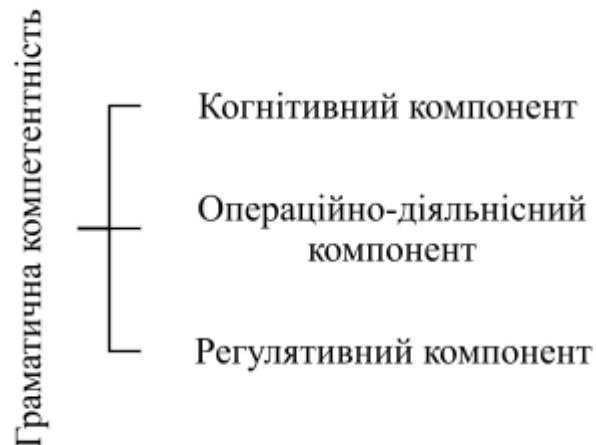 Граматична компетентність
Когнітивний компонент
Операційно-діяльнісний
компонент
Регулятивний компонент